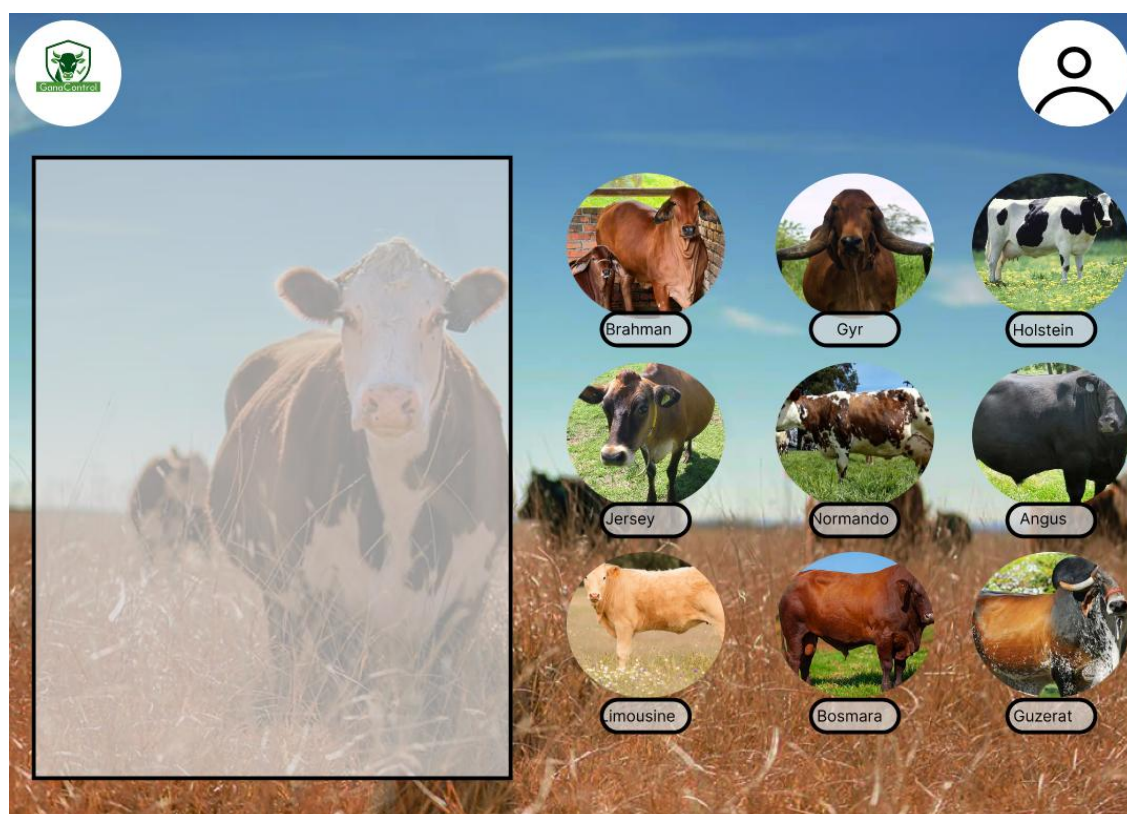 GanaControl
Brahman
Gyr
Holstein
Jersey
Normando
Angus
Limousine
Bosmara
Guzerat